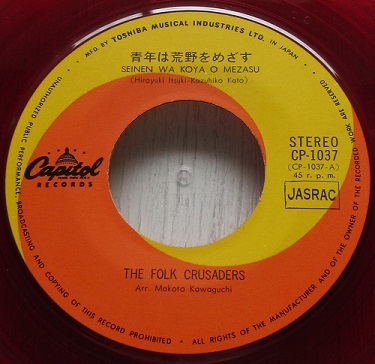 MFD. BY TOSHIBA MUSICAL INDUSTRIES LTD. IN JAPAN.
青年は荒野をめざす
SEINEN WA KOYA O MEZASU
(Hiroyuki Itsuki-Kazuhiko Kato)
STEREO
CP-1037
(CP-1037-A)
45 r. p. m.
JASRAC
Capitol
RECORDS
THE FOLK CRUSADERS
Arr. Makoto Kawaguchi
ALL RIGHTS OF THE MANUFACTURER AND OF THE OWNER OF THE RECORDED WORK ARE RESERVED.
UNAUTHORIZED PUBLIC PERFORMANCE, BROADCASTING AND COPYING OF THIS RECORD PROHIBITED